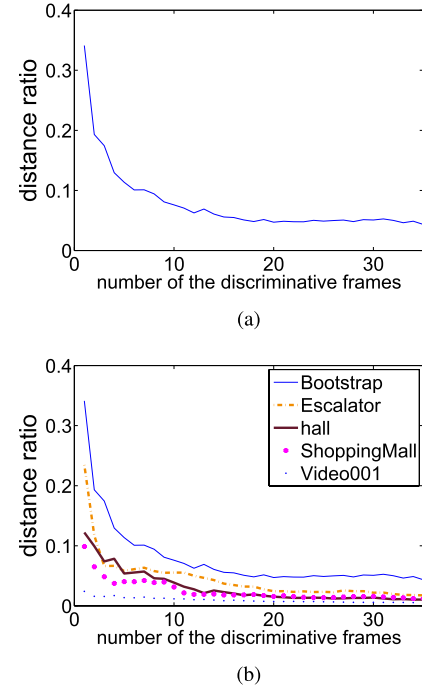 0.4
0.3
0.2
0.1
0
distance ratio
0 10 20 30
number of the discriminative frames
(a)
0.4
0.3
0.2
0.1
0
distance ratio
Bootstrap
Escalator
hall
ShoppingMall
Video001
0 10 20 30
number of the discriminative frames
(b)